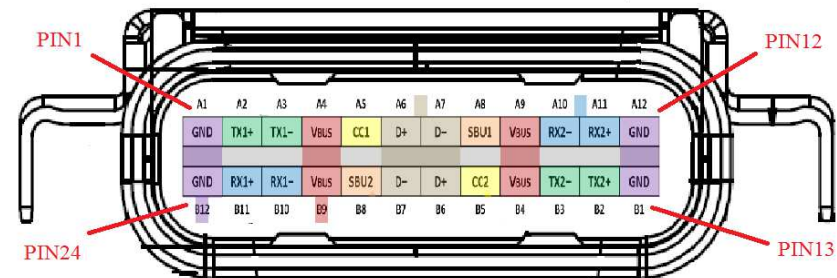 PIN1 PIN12
A1 A2 A3 A4 A5 A6 A7 A8 A9 A10 A11 A12
GND TX1+ TX1− VBUS CC1 D+ D− SBU1 VBUS RX2− RX2+ GND
GND RX1+ RX1− VBUS SBU2 D− D+ CC2 VBUS TX2− TX2+ GND
B12 B11 B10 B9 B8 B7 B6 B5 B4 B3 B2 B1
PIN24 PIN13